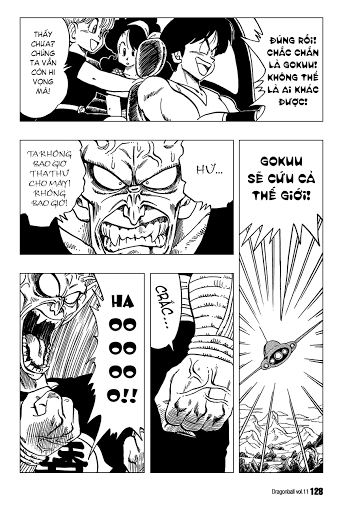 ĐÚNG RỒI!
CHẮC CHẮN
LÀ GOKUU!
KHÔNG THỂ
LÀ AI KHÁC
ĐƯỢC!
THẤY
CHƯA?
CHÚNG
TA VẪN
CÒN HI
VỌNG
MÀ!
GOKUU
SẼ CỨU CẢ
THẾ GIỚI!
HƯ...
TA KHÔNG
BAO GIỜ
THA THỨ
CHO MÀY!
KHÔNG
BAO GIỜ!
CRẮC...
HA
OO
OO
OO
O!!
Dragonball vol.11 128